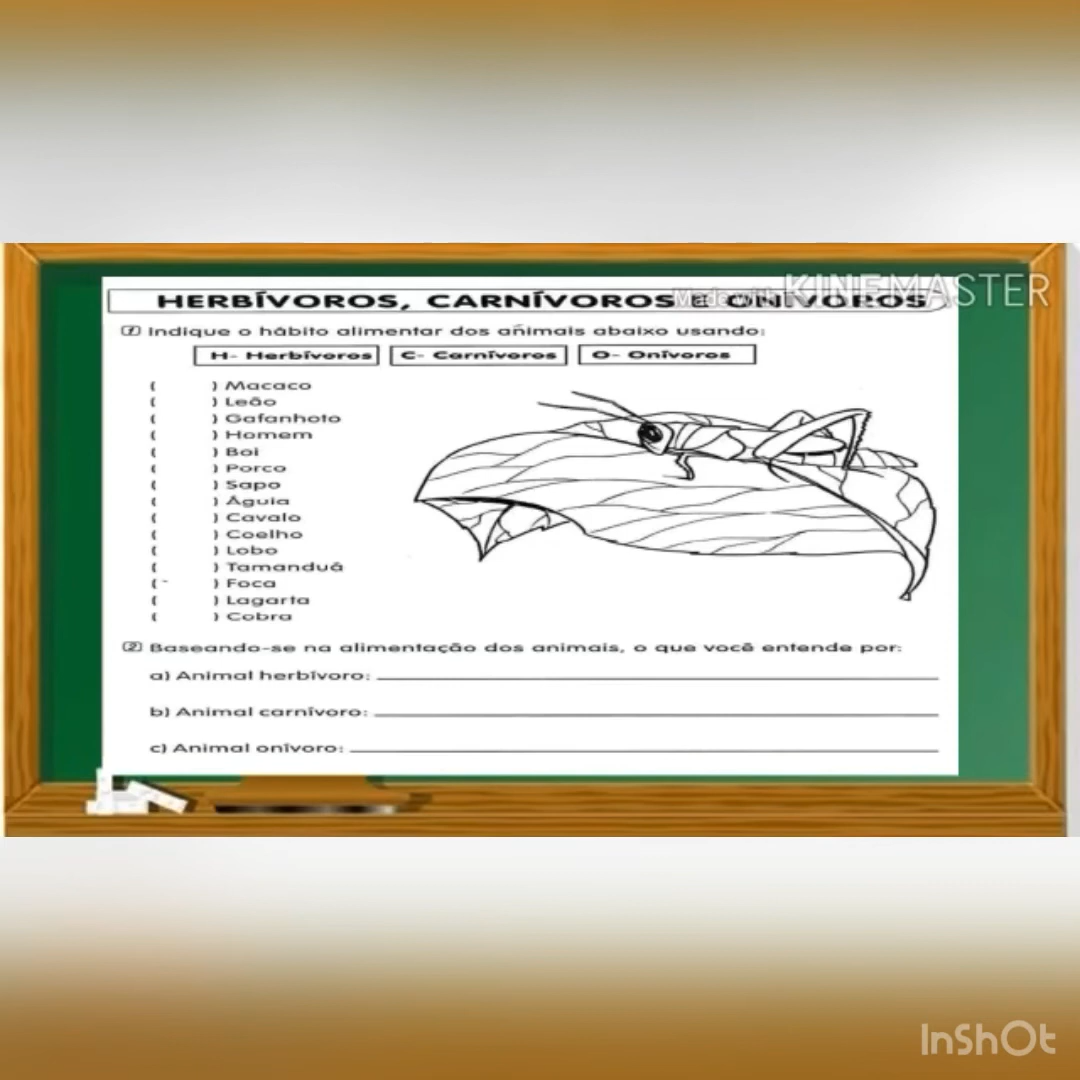 HERBÍVOROS, CARNÍVOROS E ONÍVOROS
Made with KINEMASTER
1 Indique o hábito alimentar dos animais abaixo usando:
H- Herbívoros C- Carnívoros O- Onívoros
( ) Macaco
( ) Leão
( ) Gafanhoto
( ) Homem
( ) Boi
( ) Porco
( ) Sapo
( ) Águia
( ) Cavalo
( ) Coelho
( ) Lobo
( ) Tamanduá
( ) Foca
( ) Lagarta
( ) Cobra
2 Baseando-se na alimentação dos animais, o que você entende por:
a) Animal herbívoro:
b) Animal carnívoro:
c) Animal onívoro:
InShOt